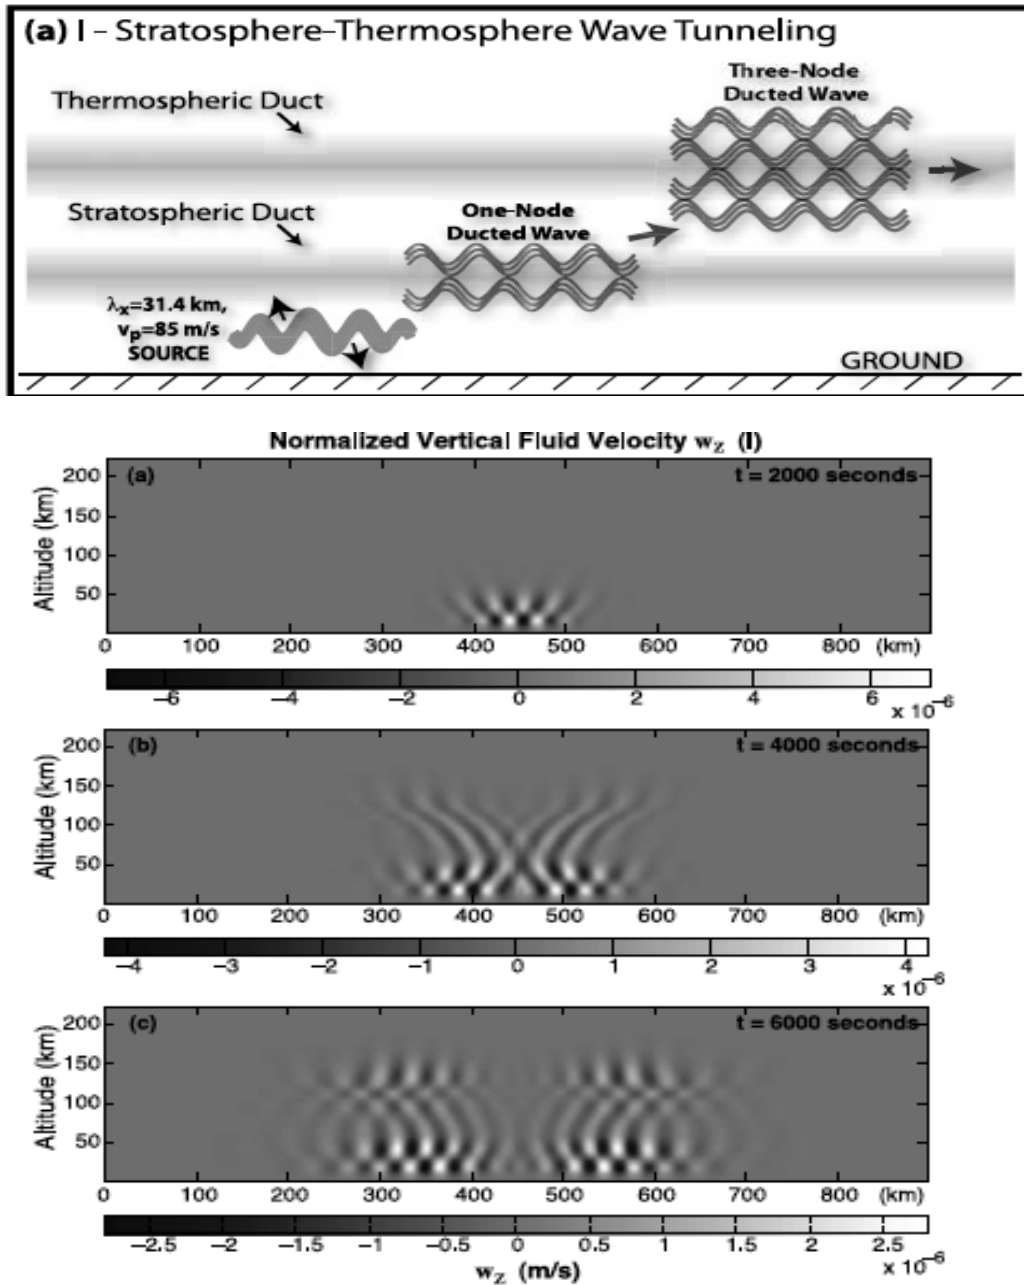 (a) I – Stratosphere–Thermosphere Wave Tunneling
Three-Node
Ducted Wave
Thermospheric Duct
Stratospheric Duct
One-Node
Ducted Wave
λx=31.4 km,
vp=85 m/s
SOURCE
GROUND
Normalized Vertical Fluid Velocity wz (I)
(a)
t = 2000 seconds
Altitude (km)
200
150
100
50
0 100 200 300 400 500 600 700 800 (km)
−6 −4 −2 0 2 4 6
x 10−6
(b)
t = 4000 seconds
Altitude (km)
200
150
100
50
0 100 200 300 400 500 600 700 800 (km)
−4 −3 −2 −1 0 1 2 3 4
x 10−6
(c)
t = 6000 seconds
Altitude (km)
200
150
100
50
0 100 200 300 400 500 600 700 800 (km)
−2.5 −2 −1.5 −1 −0.5 0 0.5 1 1.5 2 2.5
x 10−6
wz (m/s)